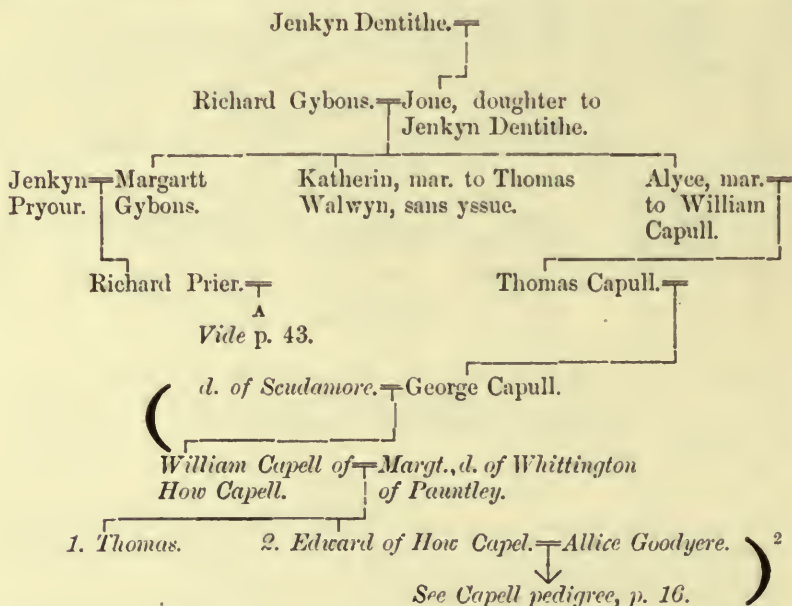 Jenkyn Dentithe.
Richard Gybons. Jone, doughter to
Jenkyn Dentithe.
Jenkyn Margartt Katherin, mar. to Thomas Alyce, mar.
Pryour. Gybons. Walwyn, sans yssue. to William
Capull.
Richard Prier. Thomas Capull.
A
Vide p. 43.
d. of Scudamore. George Capull.
William Capell of Margt., d. of Whittington
How Capell. of Pauntley.
1. Thomas. 2. Edward of How Capel. Allice Goodyere. ) 2
See Capell pedigree, p. 16.